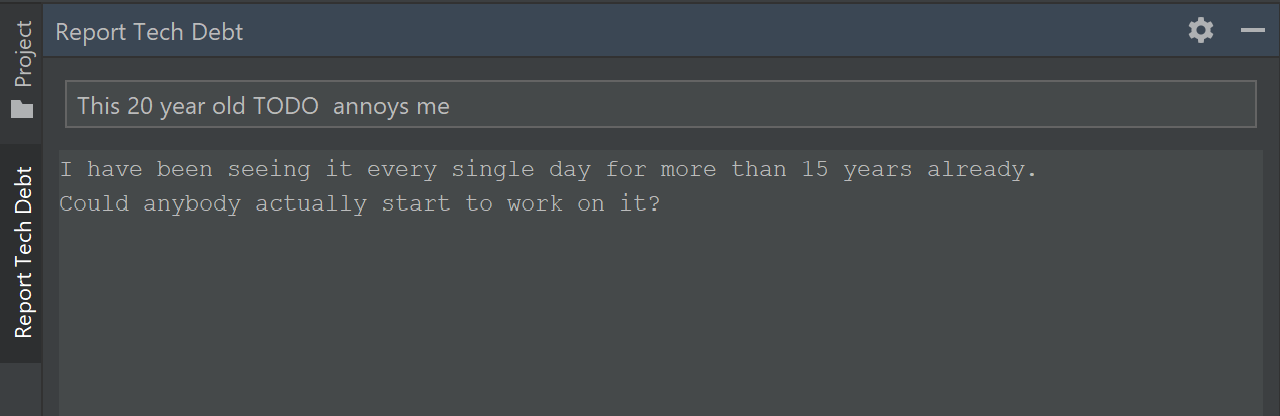 Project
Report Tech Debt
Report Tech Debt
This 20 year old TODO  annoys me
I have been seeing it every single day for more than 15 years already.
Could anybody actually start to work on it?